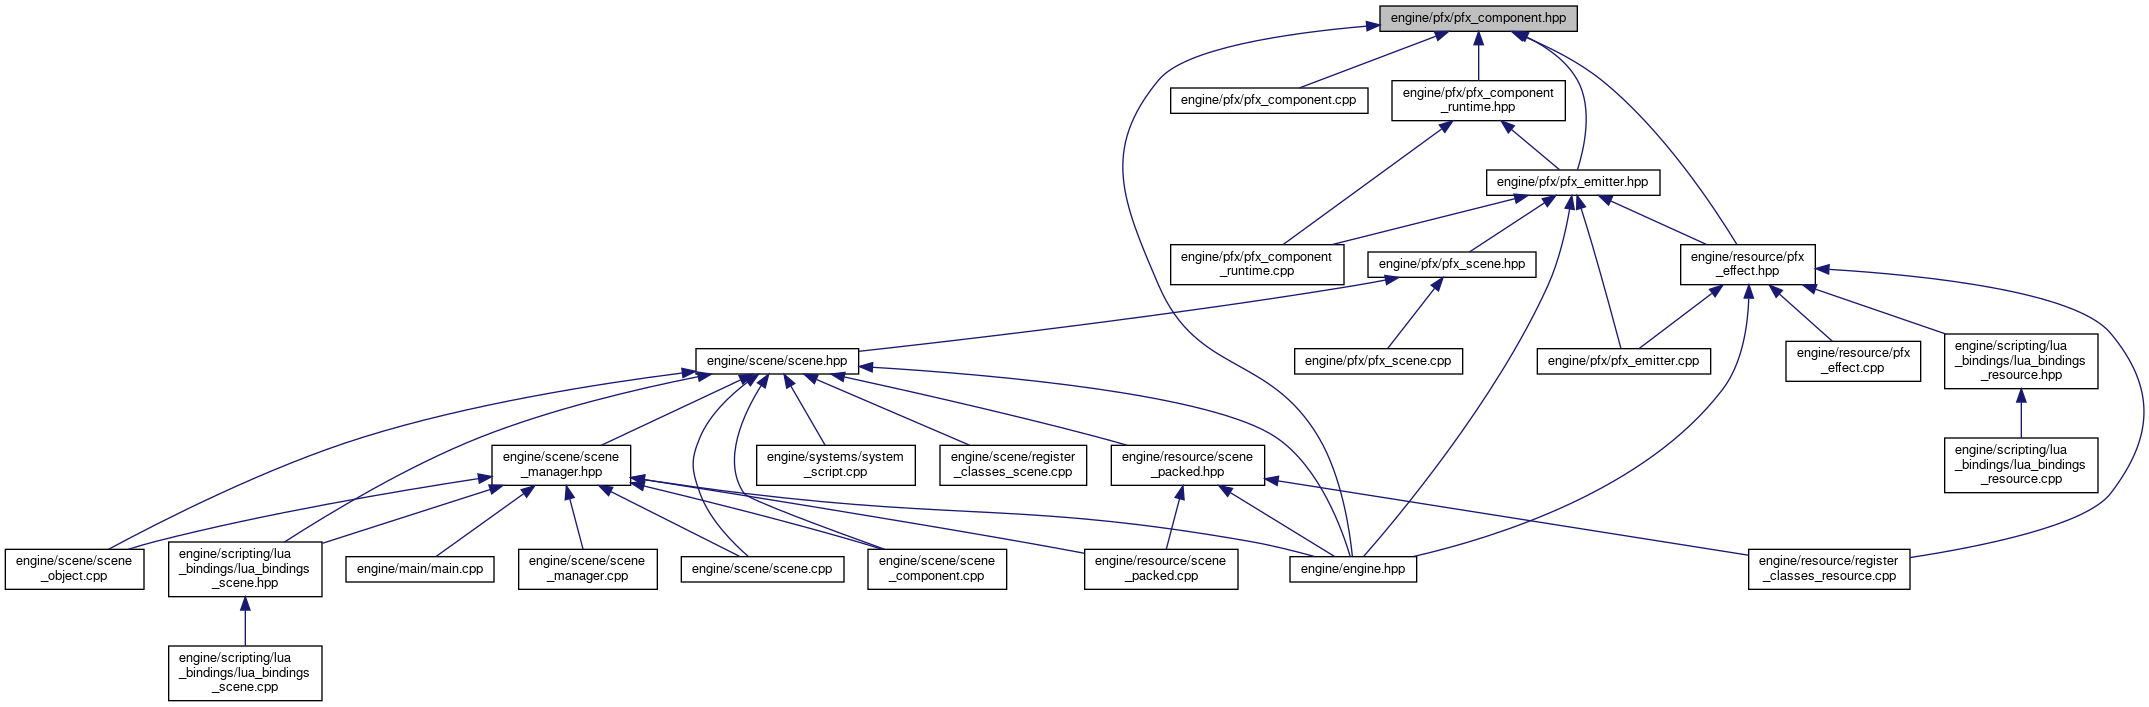 engine/pfx/pfx_component.hpp
engine/pfx/pfx_component.cpp
engine/pfx/pfx_component
_runtime.hpp
engine/pfx/pfx_emitter.hpp
engine/pfx/pfx_component
_runtime.cpp
engine/pfx/pfx_scene.hpp
engine/resource/pfx
_effect.hpp
engine/scene/scene.hpp
engine/pfx/pfx_scene.cpp
engine/pfx/pfx_emitter.cpp
engine/resource/pfx
_effect.cpp
engine/scripting/lua
_bindings/lua_bindings
_resource.hpp
engine/scene/scene
_manager.hpp
engine/systems/system
_script.cpp
engine/scene/register
_classes_scene.cpp
engine/resource/scene
_packed.hpp
engine/scripting/lua
_bindings/lua_bindings
_resource.cpp
engine/scene/scene
_object.cpp
engine/scripting/lua
_bindings/lua_bindings
_scene.hpp
engine/main/main.cpp
engine/scene/scene
_manager.cpp
engine/scene/scene.cpp
engine/scene/scene
_component.cpp
engine/resource/scene
_packed.cpp
engine/engine.hpp
engine/resource/register
_classes_resource.cpp
engine/scripting/lua
_bindings/lua_bindings
_scene.cpp